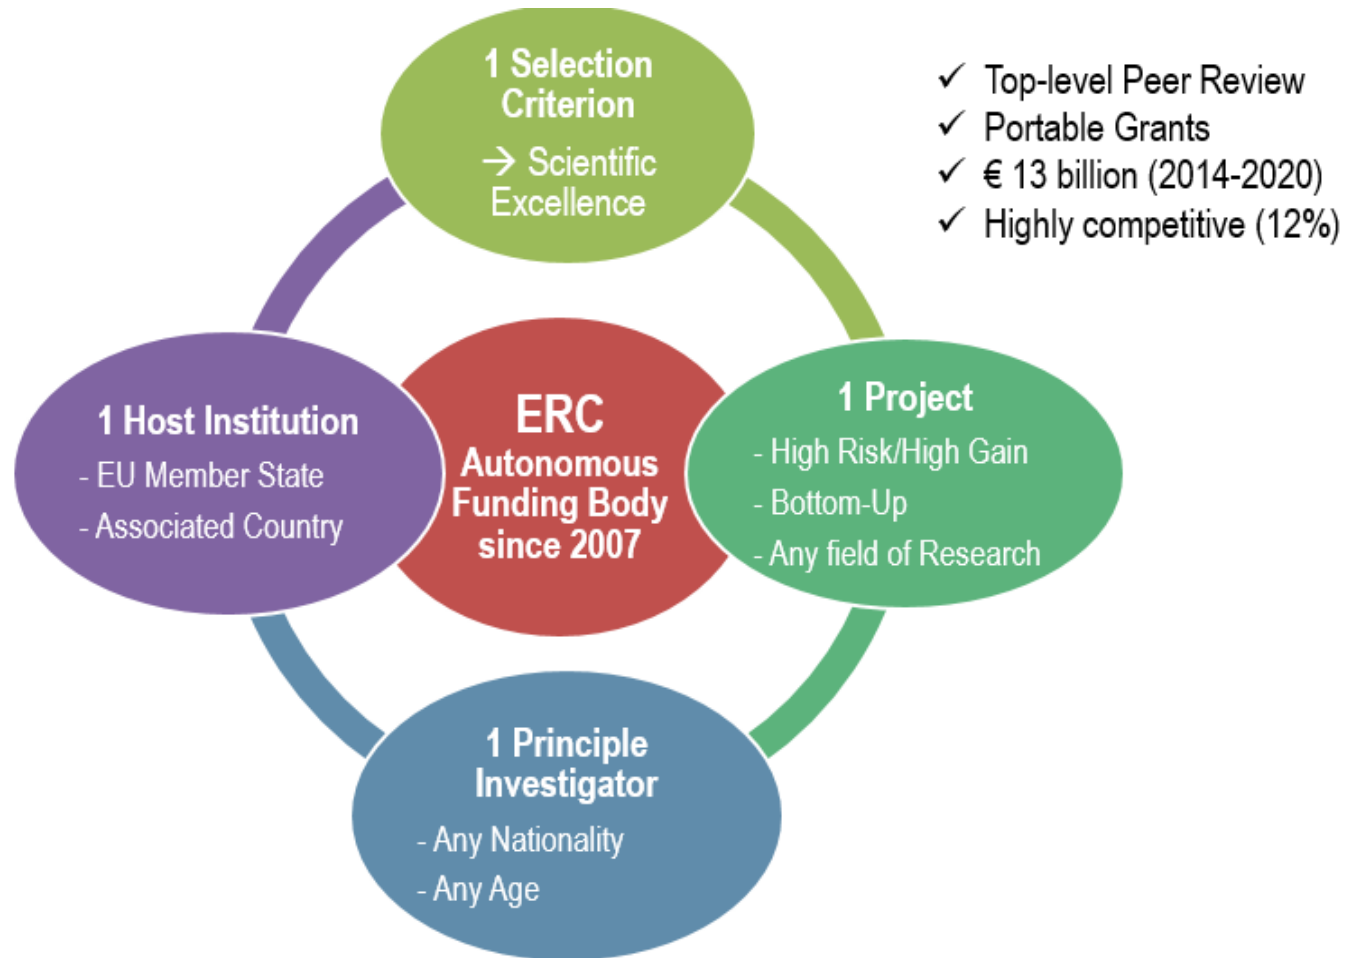 1 Selection
Criterion
→ Scientific
Excellence
✓ Top-level Peer Review
✓ Portable Grants
✓ € 13 billion (2014-2020)
✓ Highly competitive (12%)
1 Host Institution
- EU Member State
- Associated Country
ERC
Autonomous
Funding Body
since 2007
1 Project
- High Risk/High Gain
- Bottom-Up
- Any field of Research
1 Principle
Investigator
- Any Nationality
- Any Age